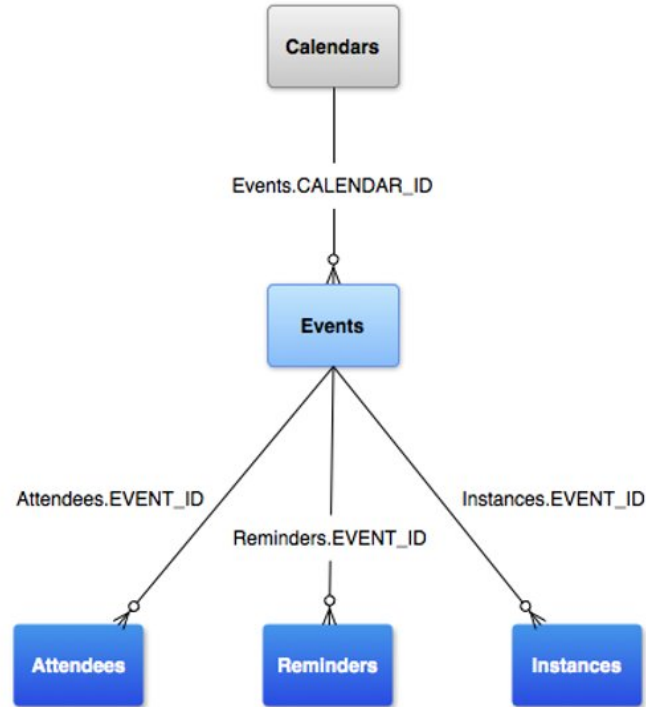 Calendars
Events.CALENDAR_ID
Events
Attendees.EVENT_ID
Instances.EVENT_ID
Reminders.EVENT_ID
Attendees
Reminders
Instances